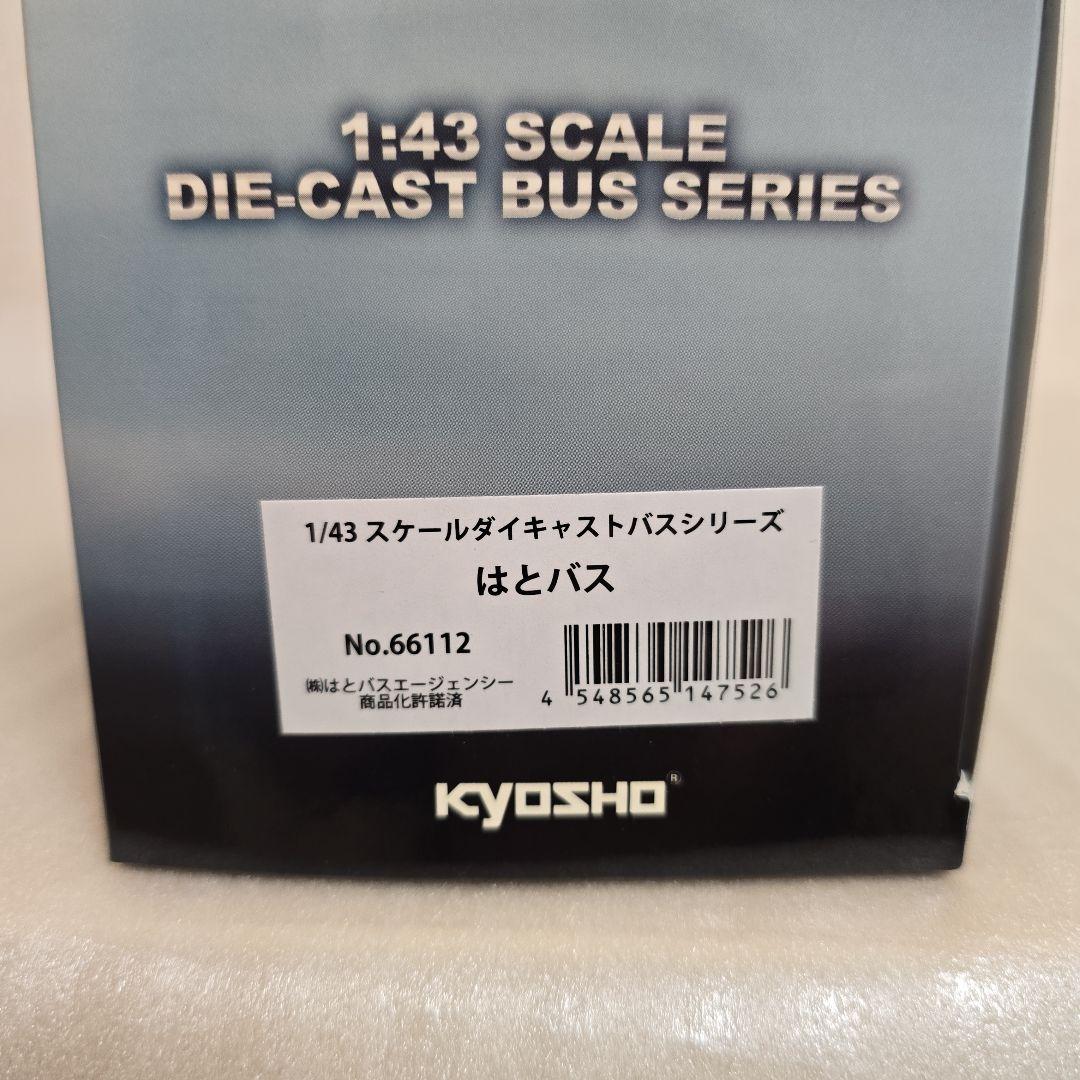 1:43 SCALE
DIE-CAST BUS SERIES
1/43 スケールダイキャストバスシリーズ
はとバス
No.66112
㈱はとバスエージェンシー
商品化許諾済
4 548565 147526
KYOSHO®